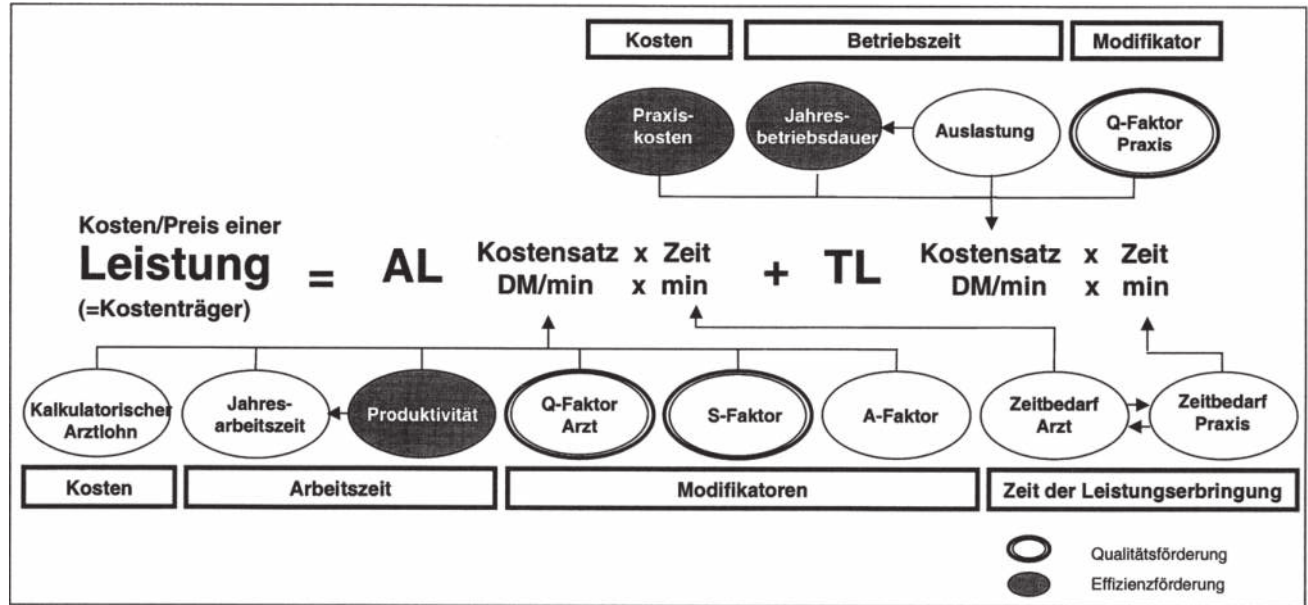 Kosten Betriebszeit Modifikator
Praxis-
kosten
Jahres-
betriebsdauer
Auslastung
Q-Faktor
Praxis
Kosten/Preis einer
Leistung = AL Kostensatz x Zeit + TL Kostensatz x Zeit
DM/min x min DM/min x min
(=Kostenträger)
Kalkulatorischer
Arztlohn
Jahres-
arbeitszeit
Produktivität
Q-Faktor
Arzt
S-Faktor
A-Faktor
Zeitbedarf
Arzt
Zeitbedarf
Praxis
Kosten Arbeitszeit Modifikatoren Zeit der Leistungserbringung
Qualitätsförderung
Effizienzförderung